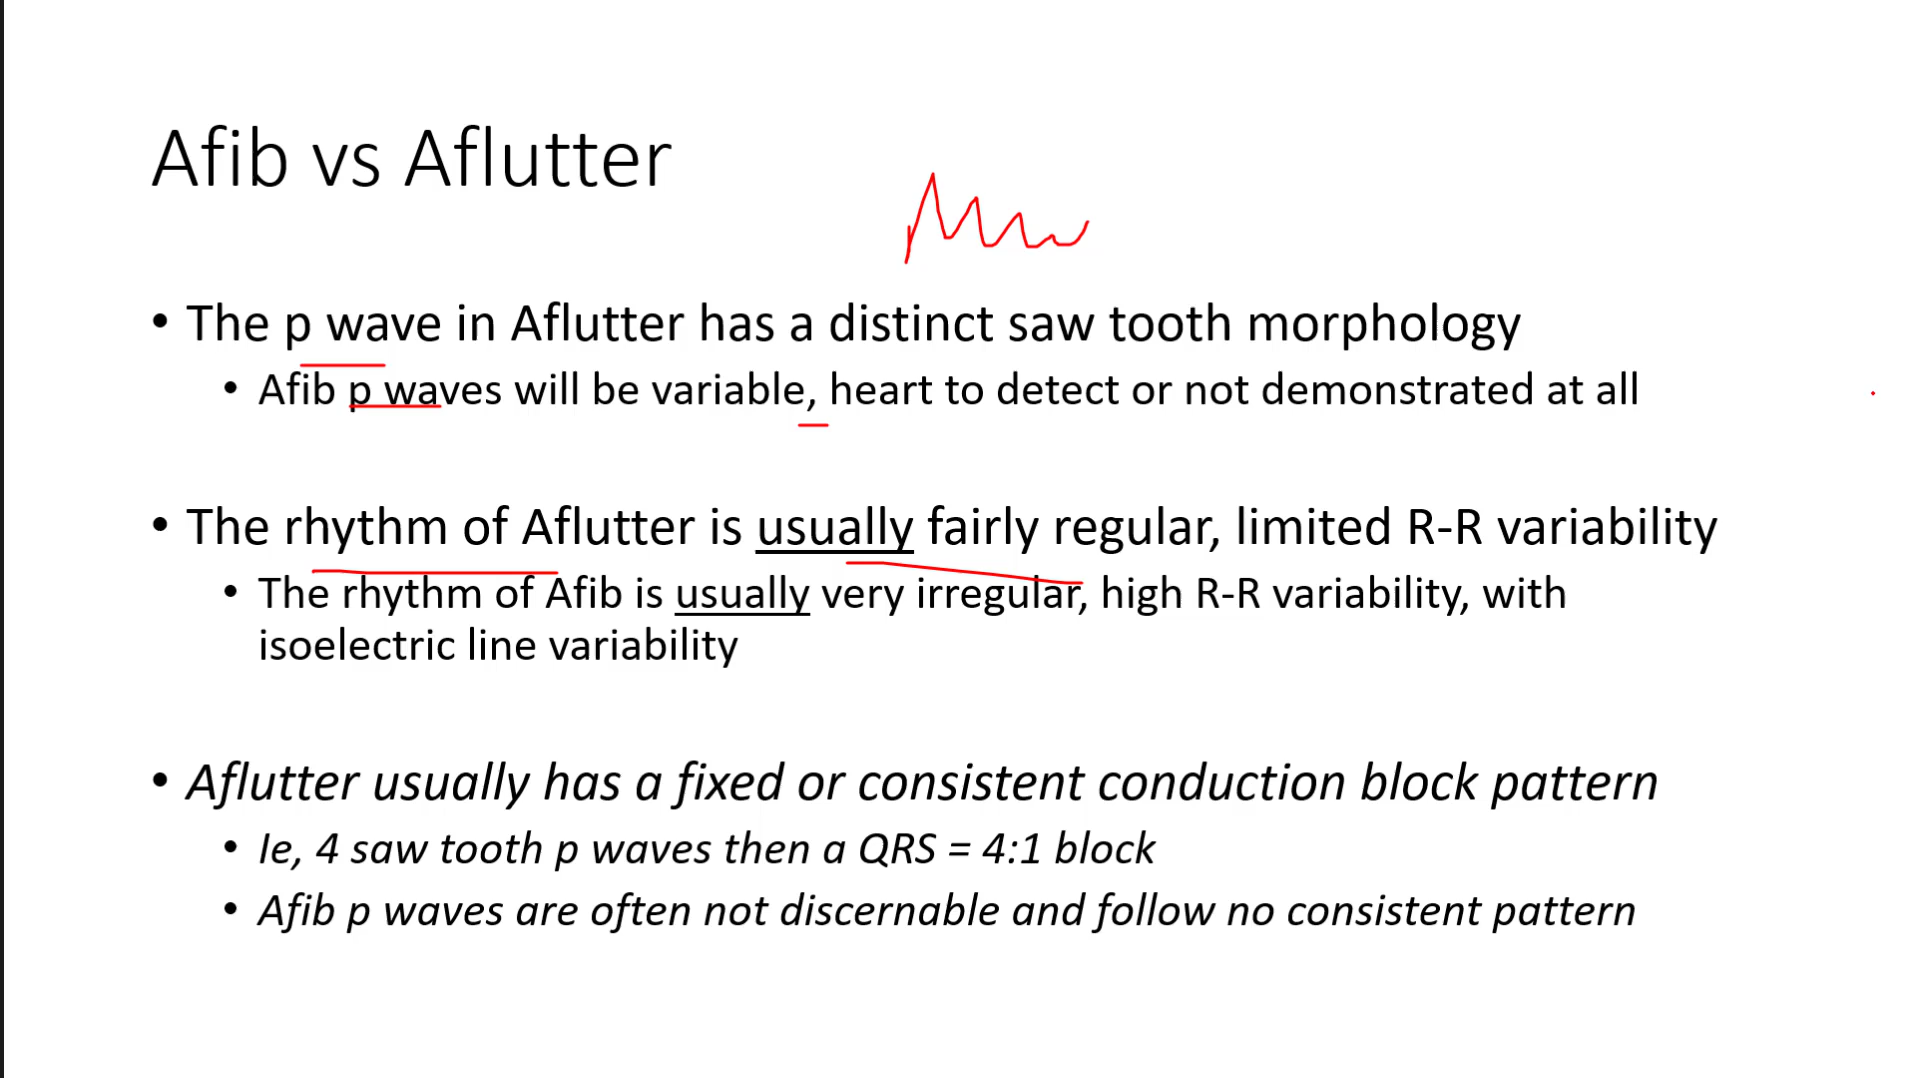 Afib vs Aflutter
• The p wave in Aflutter has a distinct saw tooth morphology
• Afib p waves will be variable, heart to detect or not demonstrated at all
• The rhythm of Aflutter is usually fairly regular, limited R-R variability
• The rhythm of Afib is usually very irregular, high R-R variability, with
isoelectric line variability
• Aflutter usually has a fixed or consistent conduction block pattern
• Ie, 4 saw tooth p waves then a QRS = 4:1 block
• Afib p waves are often not discernable and follow no consistent pattern